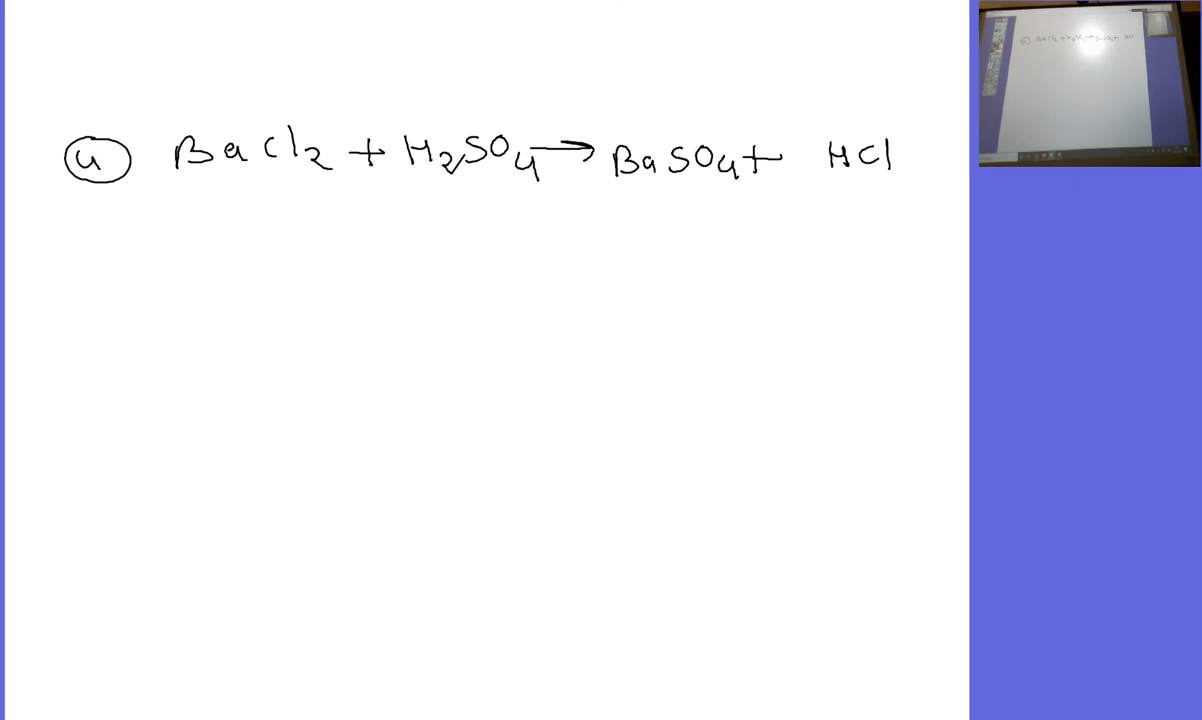 4 BaCl2 + H2SO4 → BaSO4 + HCl